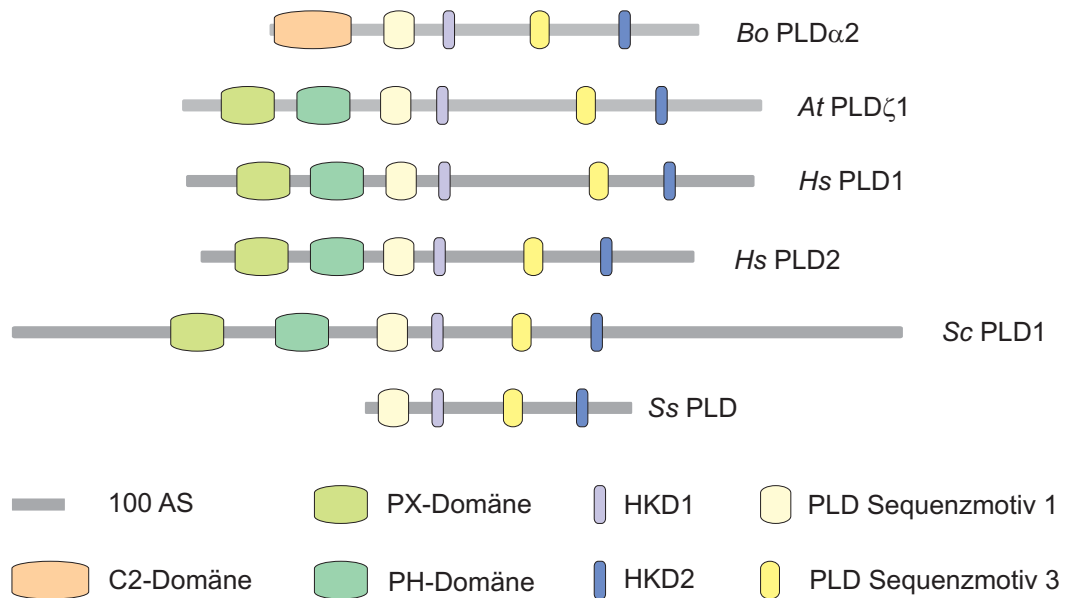 Bo PLDα2
At PLDζ1
Hs PLD1
Hs PLD2
Sc PLD1
Ss PLD
100 AS
PX-Domäne
HKD1
PLD Sequenzmotiv 1
C2-Domäne
PH-Domäne
HKD2
PLD Sequenzmotiv 3